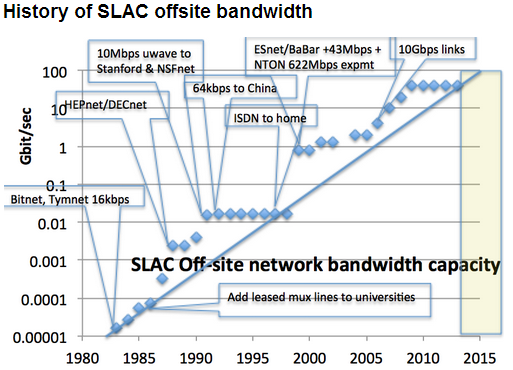 History of SLAC offsite bandwidth
10Mbps uwave to
Stanford & NSFnet
ESnet/BaBar +43Mbps +
NTON 622Mbps expmt
10Gbps links
64kbps to China
HEPnet/DECnet
ISDN to home
Bitnet, Tymnet 16kbps
SLAC Off-site network bandwidth capacity
Add leased mux lines to universities
Gbit/sec
100
10
1
0.1
0.01
0.001
0.0001
0.00001
1980 1985 1990 1995 2000 2005 2010 2015